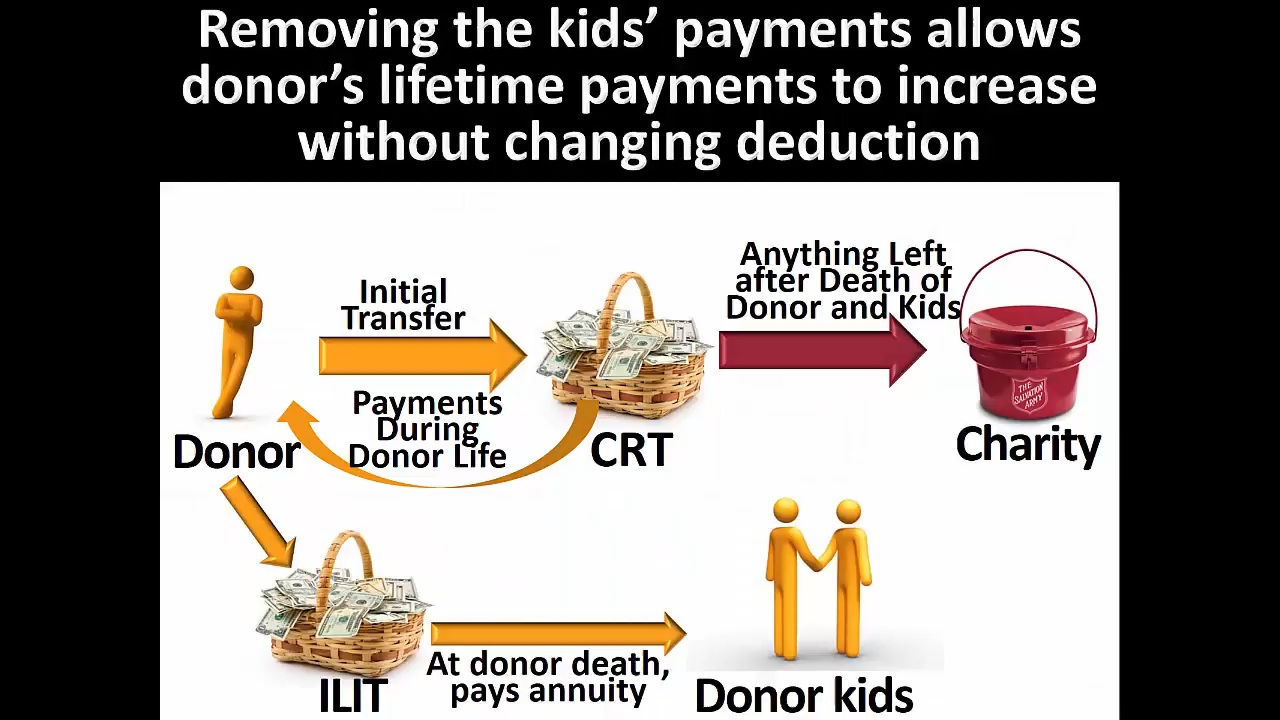 Removing the kids’ payments allows
donor’s lifetime payments to increase
without changing deduction
Initial
Transfer
Anything Left
after Death of
Donor and Kids
Payments
During
Donor Life
Donor
CRT
THE
SALVATION
ARMY
Charity
At donor death,
pays annuity
ILIT
Donor kids